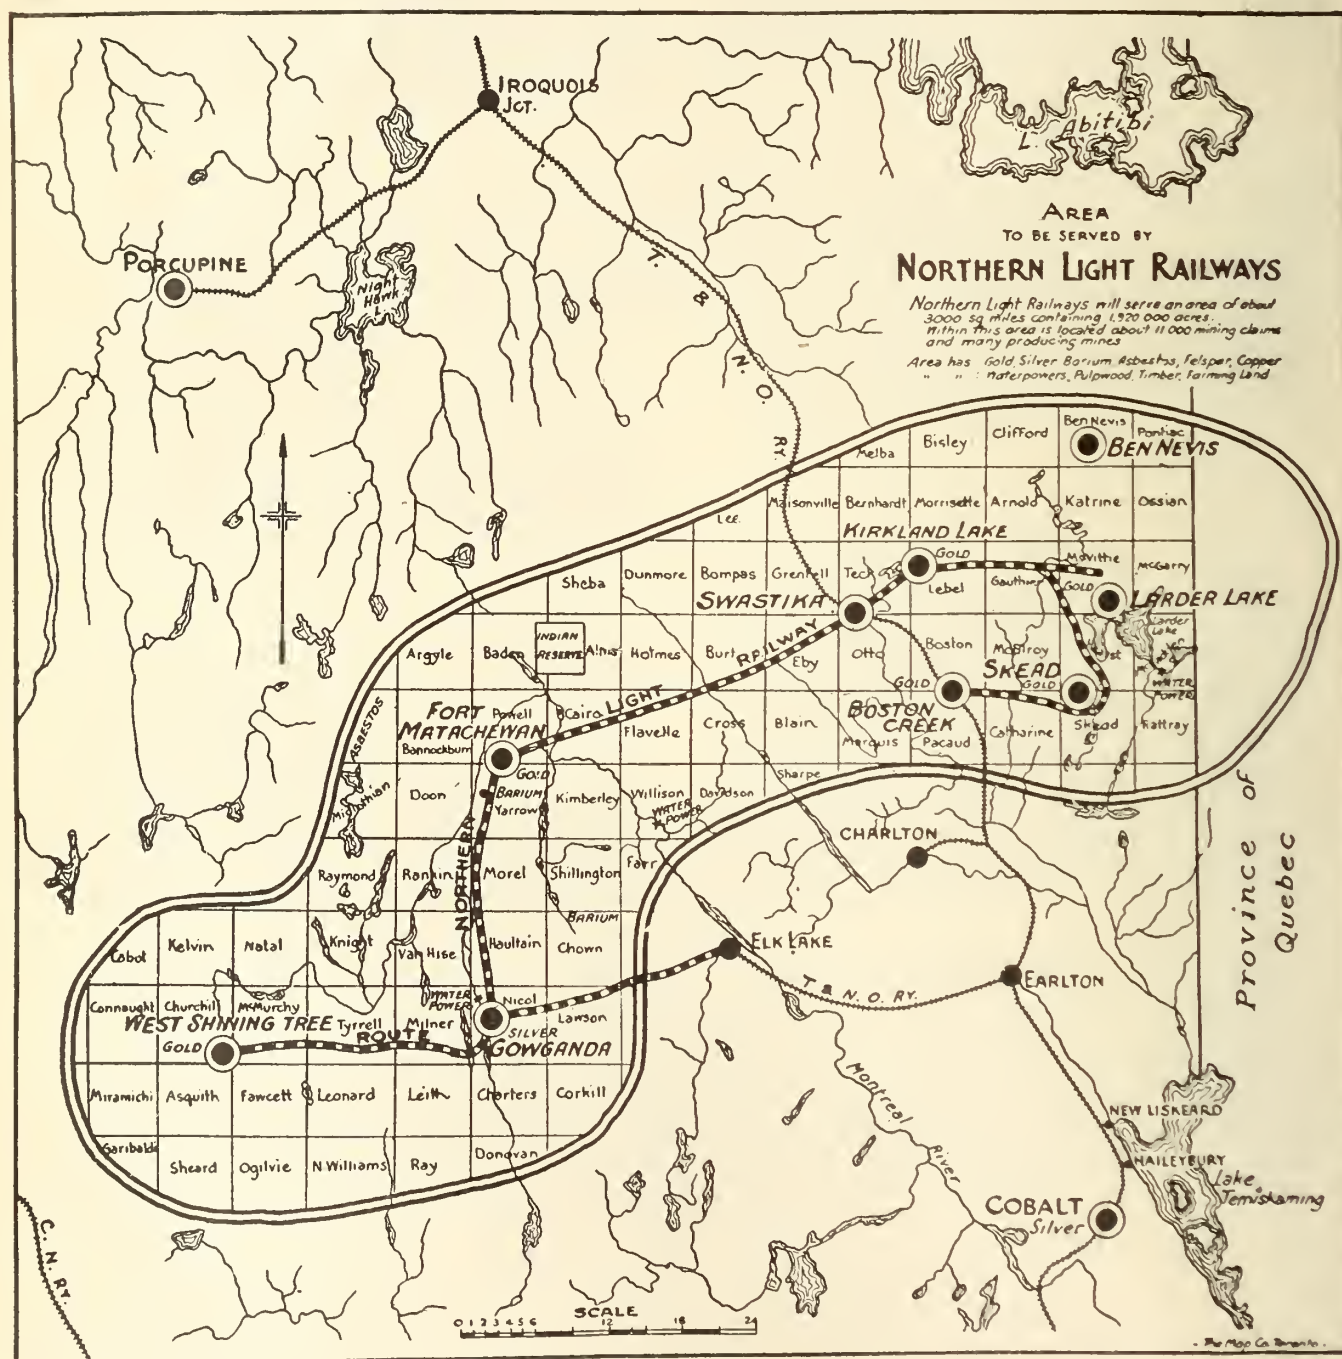 IROQUOIS
JCT.
L. Abitibi
PORCUPINE
Night
Hawk
L.
T. & N. O. RY.
AREA
TO BE SERVED BY
NORTHERN LIGHT RAILWAYS
Northern Light Railways will serve an area of about
3000 sq miles containing 1,920 000 acres.
Within this area is located about 11 000 mining claims
and many producing mines
Area has Gold, Silver Barium, Asbestos, Felspar, Copper
" " : Waterpowers, Pulpwood, Timber, Farming Land
Melba
Bisley
Clifford
Ben Nevis
Pontiac
BEN NEVIS
Lee
Maisonville
Bernhardt
Morrisette
Arnold
Katrine
Ossian
KIRKLAND LAKE
Sheba
Dunmore
Bompas
Grenfell
Teck
GOLD
Lebel
Gauthier
McVittie
GOLD
McGarry
SWASTIKA
LARDER LAKE
Larder
Lake
Argyle
Baden
INDIAN
RESERVE
Holmes
Burt
RAILWAY
Eby
Otto
Boston
McElroy
SKEAD
GOLD
WATER
POWER
GOLD
BOSTON
CREEK
ASBESTOS
FORT
MATACHEWAN
Powell
Cairo
LIGHT
Flavelle
Cross
Blain
Marquis
Pacaud
Catharine
Skead
Rattray
Bannockburn
GOLD
Midlothian
Doon
BARIUM
Yarrow
Kimberley
Willison
WATER
POWER
Davidson
Sharpe
CHARLTON
Province of
Quebec
Raymond
Rankin
NORTHERN
Morel
Shillington
Farr
BARIUM
Cabot
Kelvin
Natal
Knight
Van Hise
Haultain
Chown
ELK LAKE
T. & N. O. RY.
EARLTON
Connaught
Churchill
McMurchy
Tyrrell
Milner
WATER
POWER
Nicol
Lawson
WEST SHINING TREE
GOLD
ROUTE
SILVER
GOWGANDA
Miramichi
Asquith
Fawcett
Leonard
Leith
Charters
Corkill
Montreal
River
NEW LISKEARD
Garibaldi
Sheard
Ogilvie
N. Williams
Ray
Donovan
HAILEYBURY
Lake
Temiskaming
COBALT
Silver
C. N. RY.
SCALE
0 1 2 3 4 5 6 12 18 24
- The Map Co. Toronto -